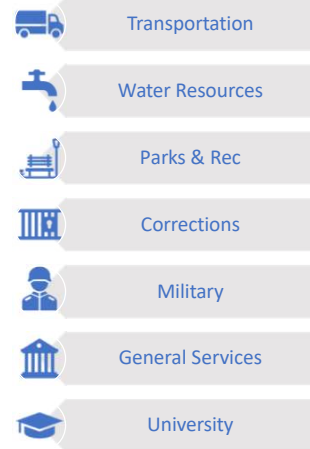 Transportation
Water Resources
Parks & Rec
Corrections
Military
General Services
University